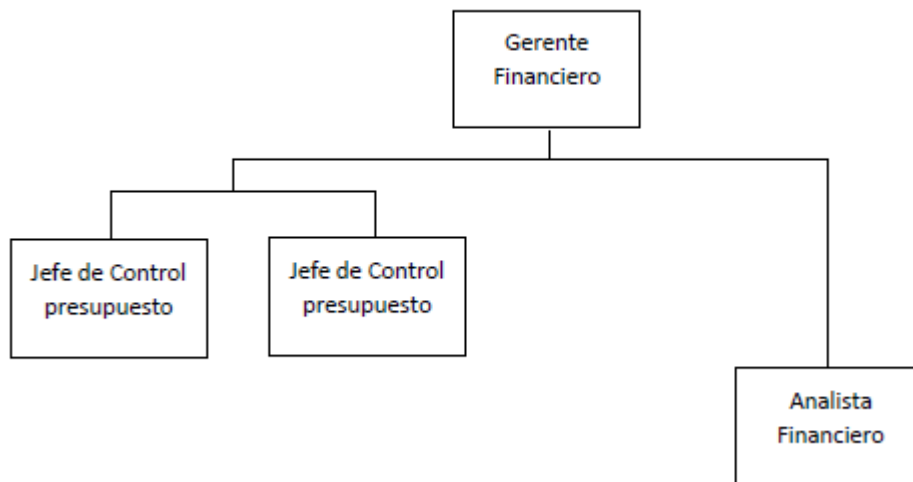 Gerente
Financiero
Jefe de Control
presupuesto
Jefe de Control
presupuesto
Analista
Financiero